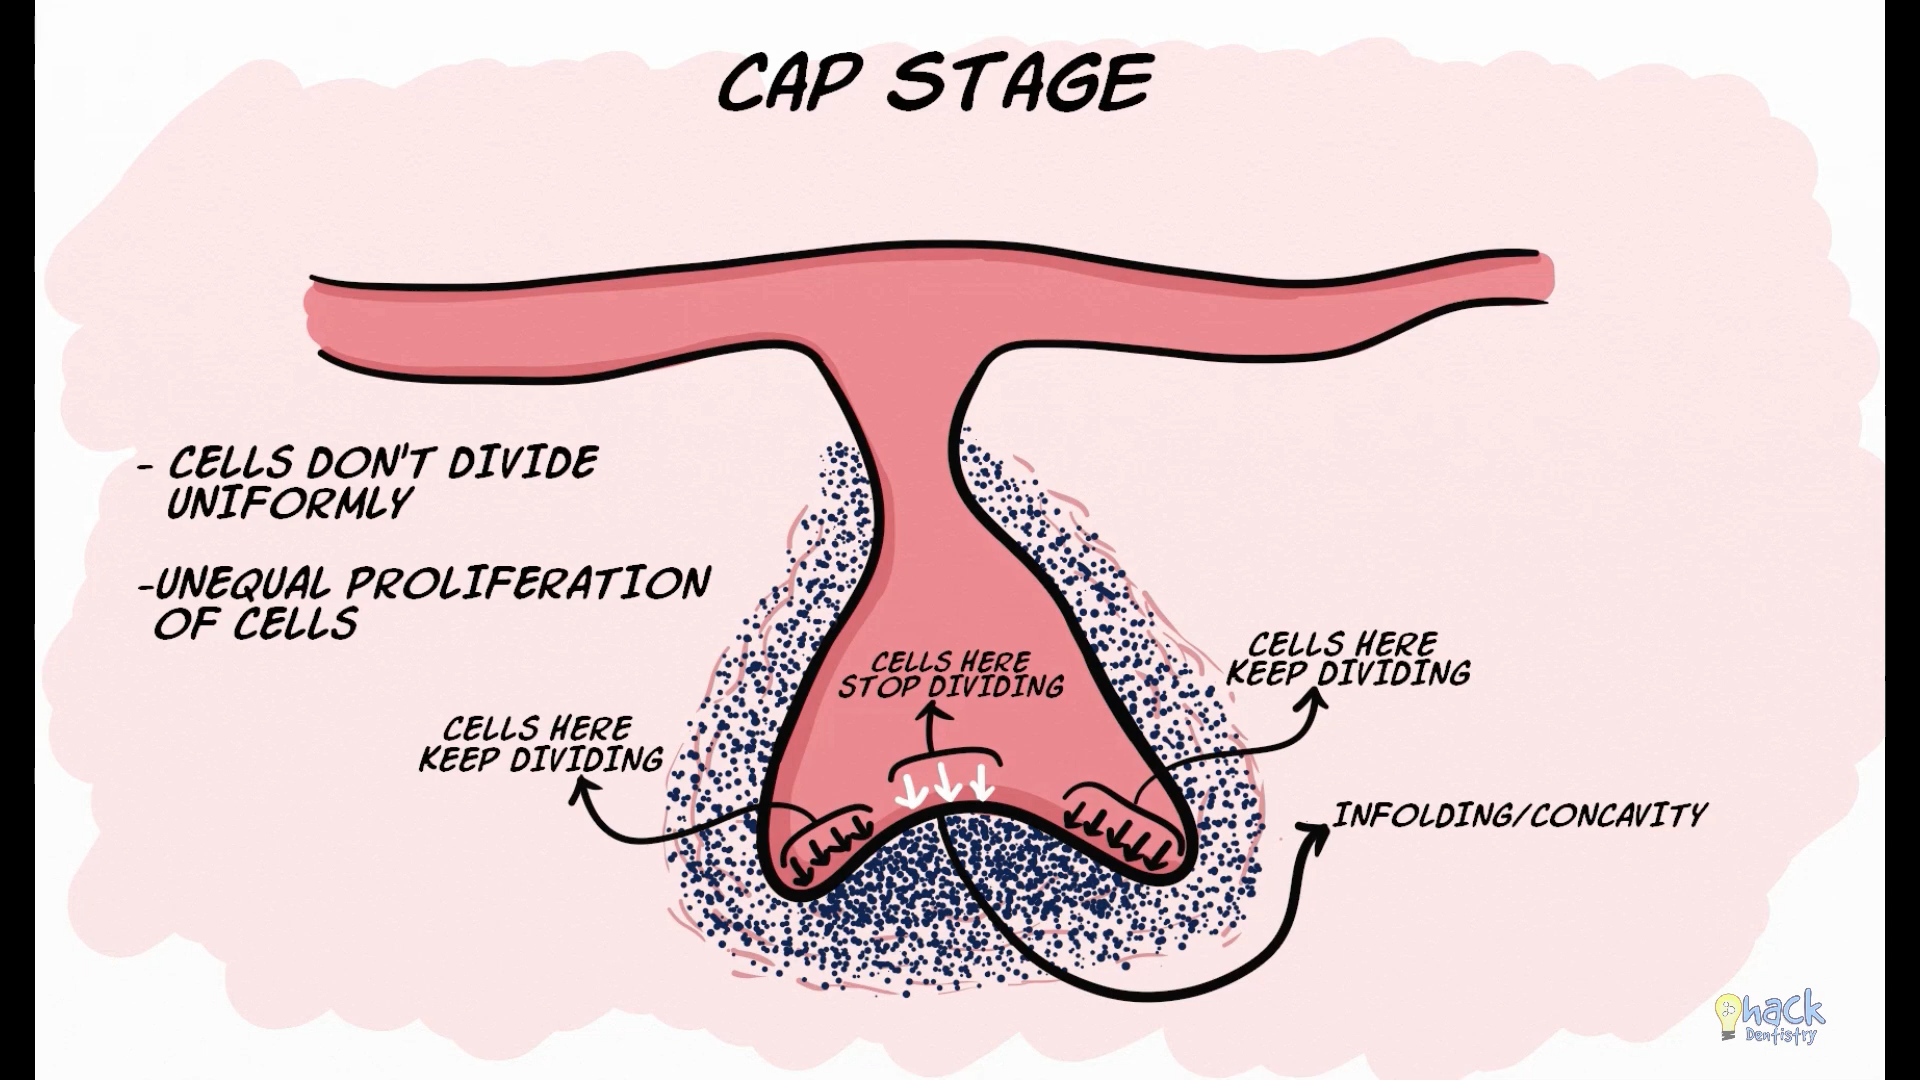 CAP STAGE
- CELLS DON'T DIVIDE
UNIFORMLY
-UNEQUAL PROLIFERATION
OF CELLS
CELLS HERE
STOP DIVIDING
CELLS HERE
KEEP DIVIDING
CELLS HERE
KEEP DIVIDING
INFOLDING/CONCAVITY
hack
Dentistry